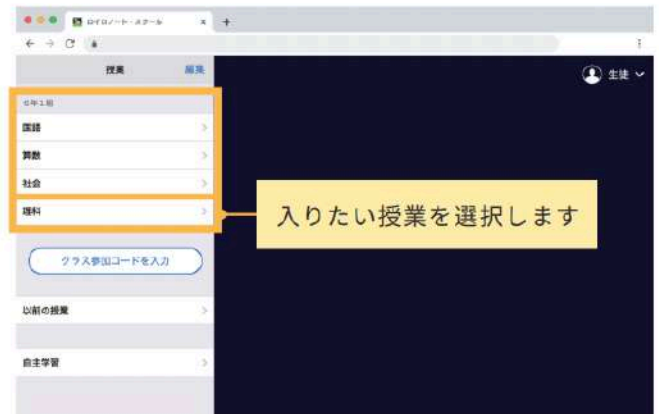 ロイロノート・スクール
授業 編集
生徒
6年1組
国語
算数
社会
理科
入りたい授業を選択します
クラス参加コードを入力
以前の授業
自主学習